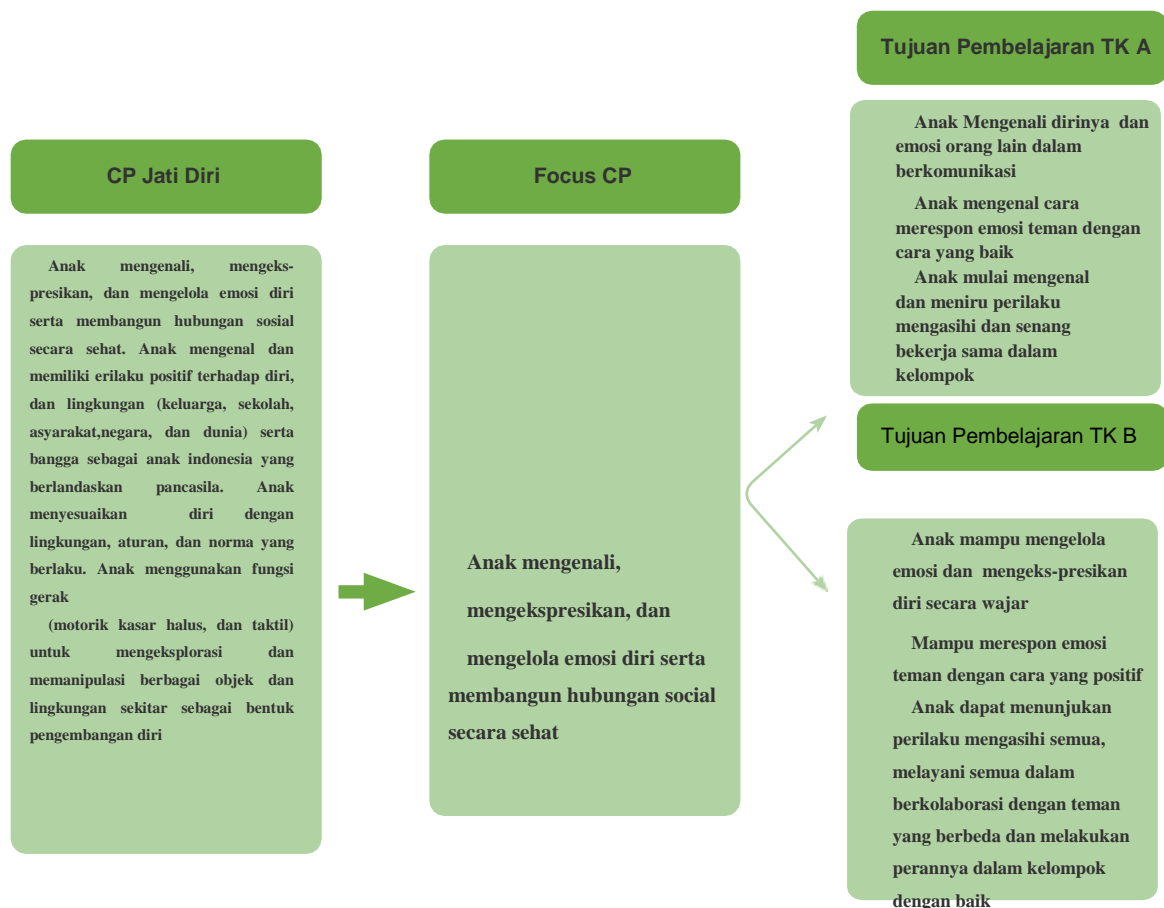 CP Jati Diri
Anak mengenali, mengeks-
presikan, dan mengelola emosi diri
serta membangun hubungan sosial
secara sehat. Anak mengenal dan
memiliki erilaku positif terhadap diri,
dan lingkungan (keluarga, sekolah,
asyarakat,negara, dan dunia) serta
bangga sebagai anak indonesia yang
berlandaskan pancasila. Anak
menyesuaikan diri dengan
lingkungan, aturan, dan norma yang
berlaku. Anak menggunakan fungsi
gerak
(motorik kasar halus, dan taktil)
untuk mengeksplorasi dan
memanipulasi berbagai objek dan
lingkungan sekitar sebagai bentuk
pengembangan diri
Focus CP
Anak mengenali,
mengekspresikan, dan
mengelola emosi diri serta
membangun hubungan social
secara sehat
Tujuan Pembelajaran TK A
Anak Mengenali dirinya dan
emosi orang lain dalam
berkomunikasi
Anak mengenal cara
merespon emosi teman dengan
cara yang baik
Anak mulai mengenal
dan meniru perilaku
mengasihi dan senang
bekerja sama dalam
kelompok
Tujuan Pembelajaran TK B
Anak mampu mengelola
emosi dan mengeks-presikan
diri secara wajar
Mampu merespon emosi
teman dengan cara yang positif
Anak dapat menunjukan
perilaku mengasihi semua,
melayani semua dalam
berkolaborasi dengan teman
yang berbeda dan melakukan
perannya dalam kelompok
dengan baik